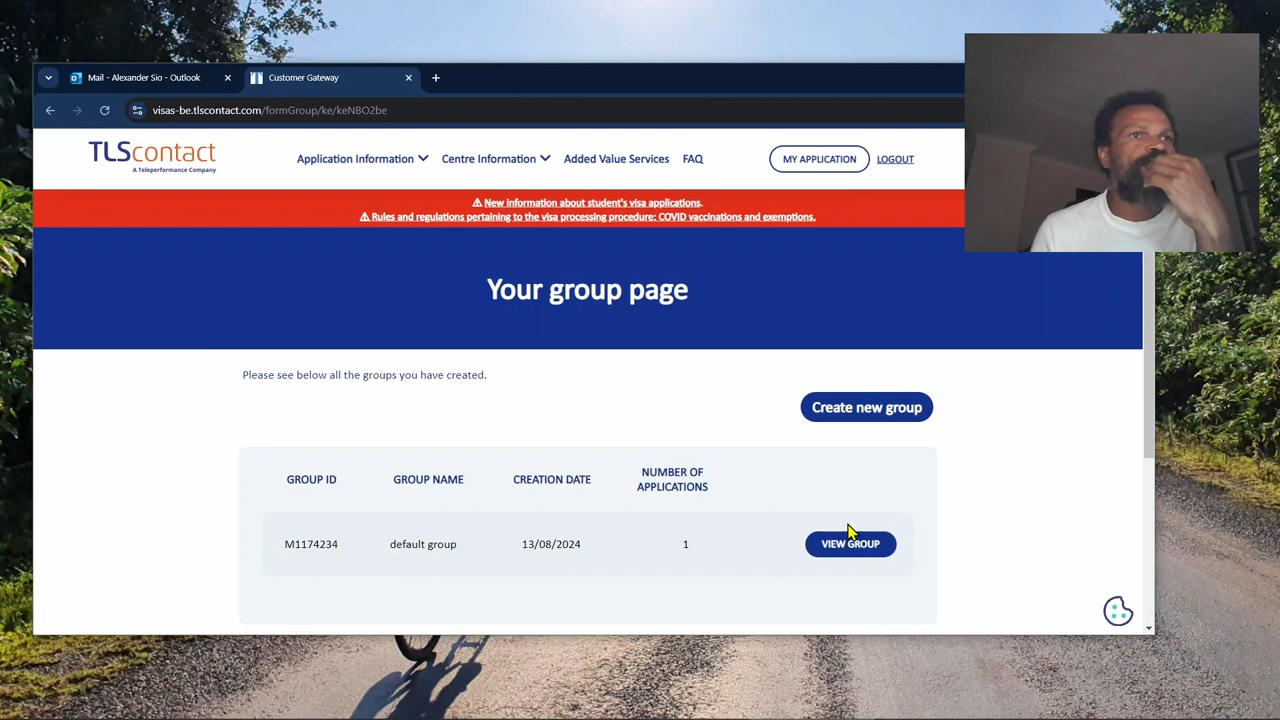 Mail - Alexander Sio - Outlook
Customer Gateway
visas-be.tlscontact.com/formGroup/ke/keNBO2be
TLScontact
A Teleperformance Company
Application Information
Centre Information
Added Value Services
FAQ
MY APPLICATION
LOGOUT
⚠ New information about student's visa applications.
⚠ Rules and regulations pertaining to the visa processing procedure: COVID vaccinations and exemptions.
Your group page
Please see below all the groups you have created.
Create new group
GROUP ID
GROUP NAME
CREATION DATE
NUMBER OF
APPLICATIONS
M1174234
default group
13/08/2024
1
VIEW GROUP